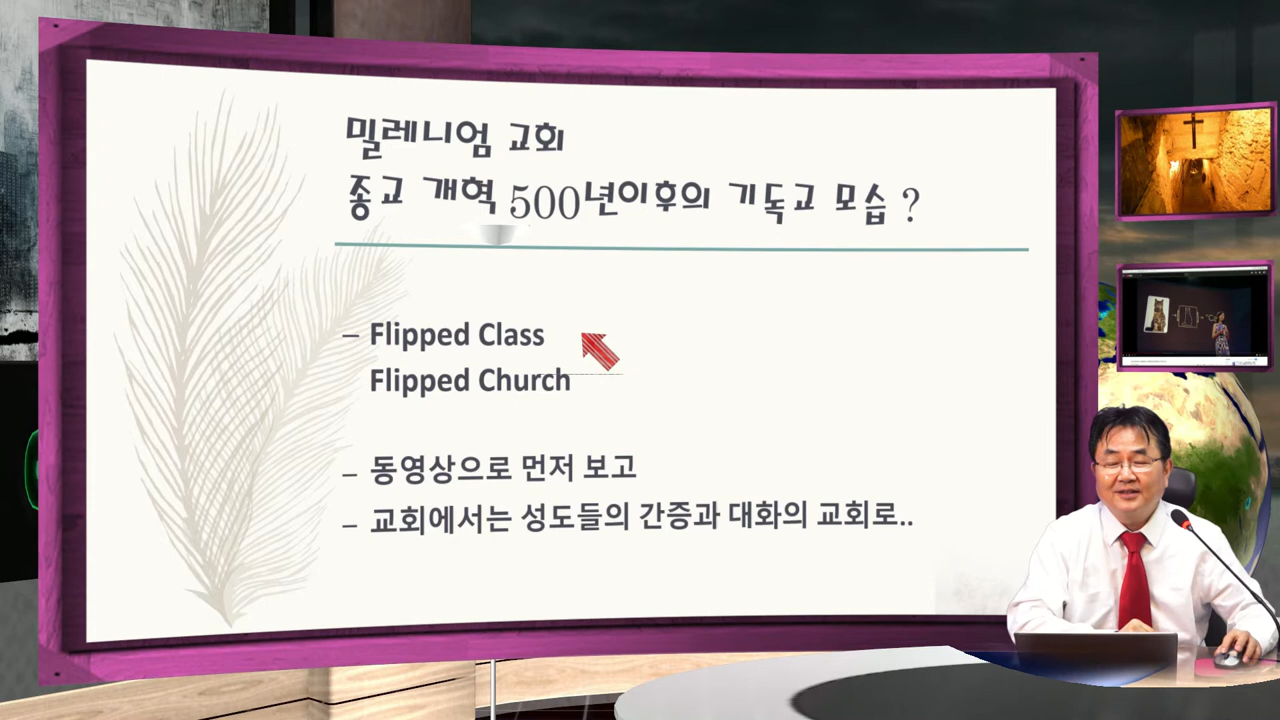 밀레니엄 교회
종교 개혁 500년이후의 기독교 모습 ?
– Flipped Class
Flipped Church
– 동영상으로 먼저 보고
– 교회에서는 성도들의 간증과 대화의 교회로..